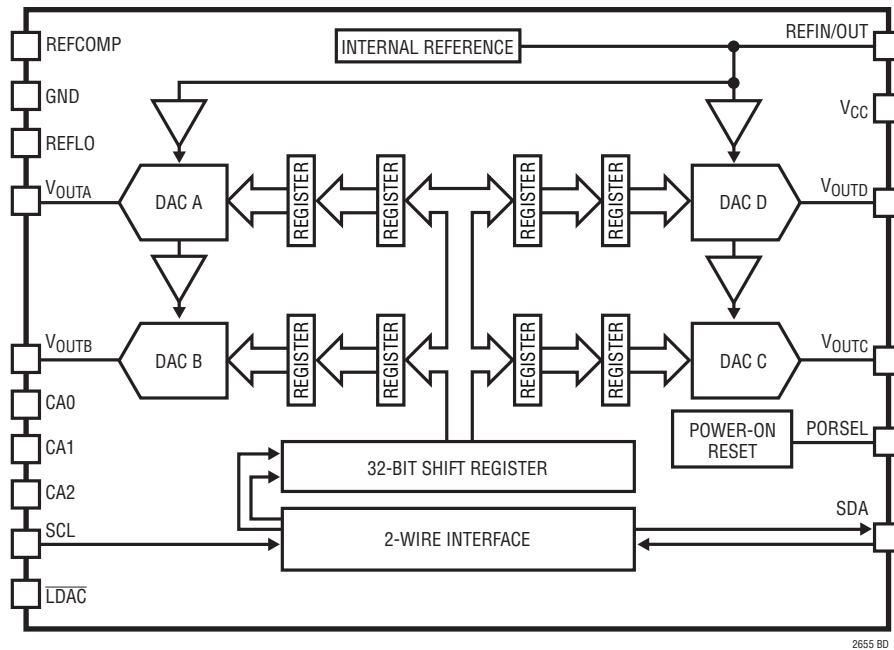 REFCOMP
INTERNAL REFERENCE
REFIN/OUT
GND
VCC
REFLO
VOUTA
DAC A
REGISTER
REGISTER
REGISTER
REGISTER
DAC D
VOUTD
VOUTB
DAC B
REGISTER
REGISTER
REGISTER
REGISTER
DAC C
VOUTC
CA0
CA1
POWER-ON
RESET
PORSEL
32-BIT SHIFT REGISTER
CA2
SCL
2-WIRE INTERFACE
SDA
LDAC
2655 BD